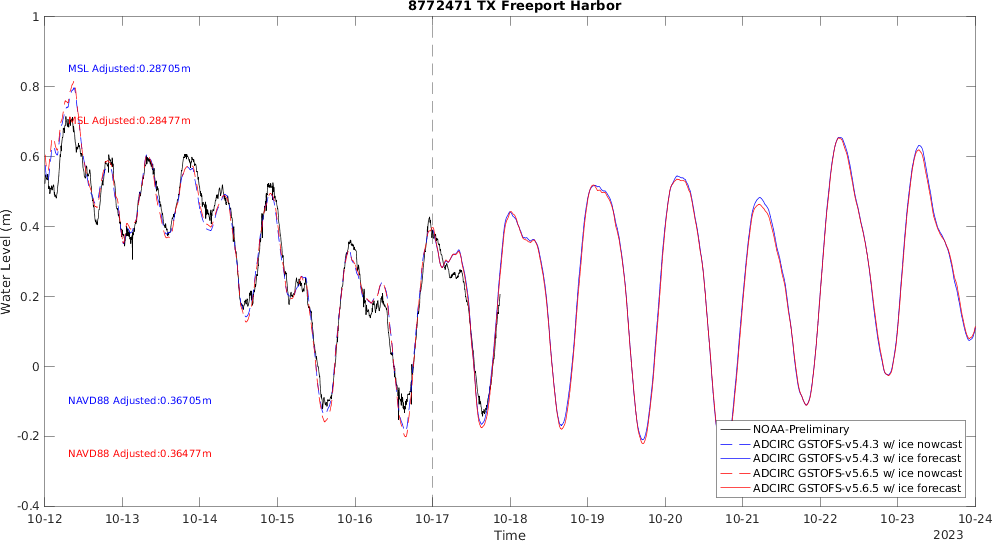 8772471 TX Freeport Harbor
1
0.8
0.6
0.4
0.2
0
-0.2
-0.4
Water Level (m)
MSL Adjusted:0.28705m
MSL Adjusted:0.28477m
NAVD88 Adjusted:0.36705m
NAVD88 Adjusted:0.36477m
NOAA-Preliminary
ADCIRC GSTOFS-v5.4.3 w/ ice nowcast
ADCIRC GSTOFS-v5.4.3 w/ ice forecast
ADCIRC GSTOFS-v5.6.5 w/ ice nowcast
ADCIRC GSTOFS-v5.6.5 w/ ice forecast
10-12 10-13 10-14 10-15 10-16 10-17 10-18 10-19 10-20 10-21 10-22 10-23 10-24
Time
2023